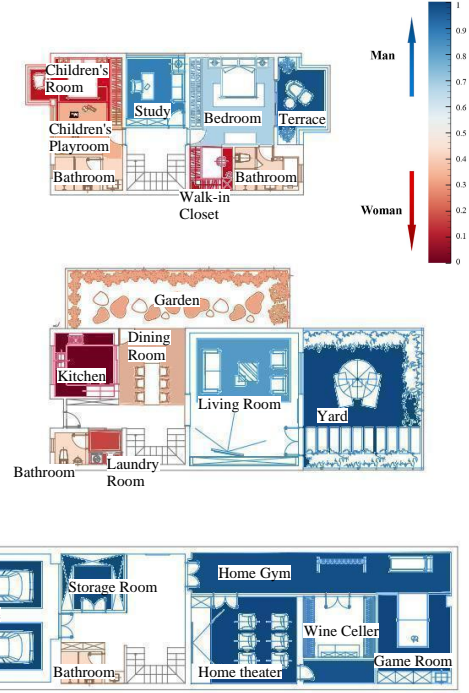 Man
Woman
1
0.9
0.8
0.7
0.6
0.5
0.4
0.3
0.2
0.1
0
Children's
Room
Study
Bedroom
Terrace
Children's
Playroom
Bathroom
Bathroom
Walk-in
Closet
Garden
Dining
Room
Kitchen
Living Room
Yard
Bathroom
Laundry
Room
Storage Room
Home Gym
Wine Celler
Bathroom
Home theater
Game Room